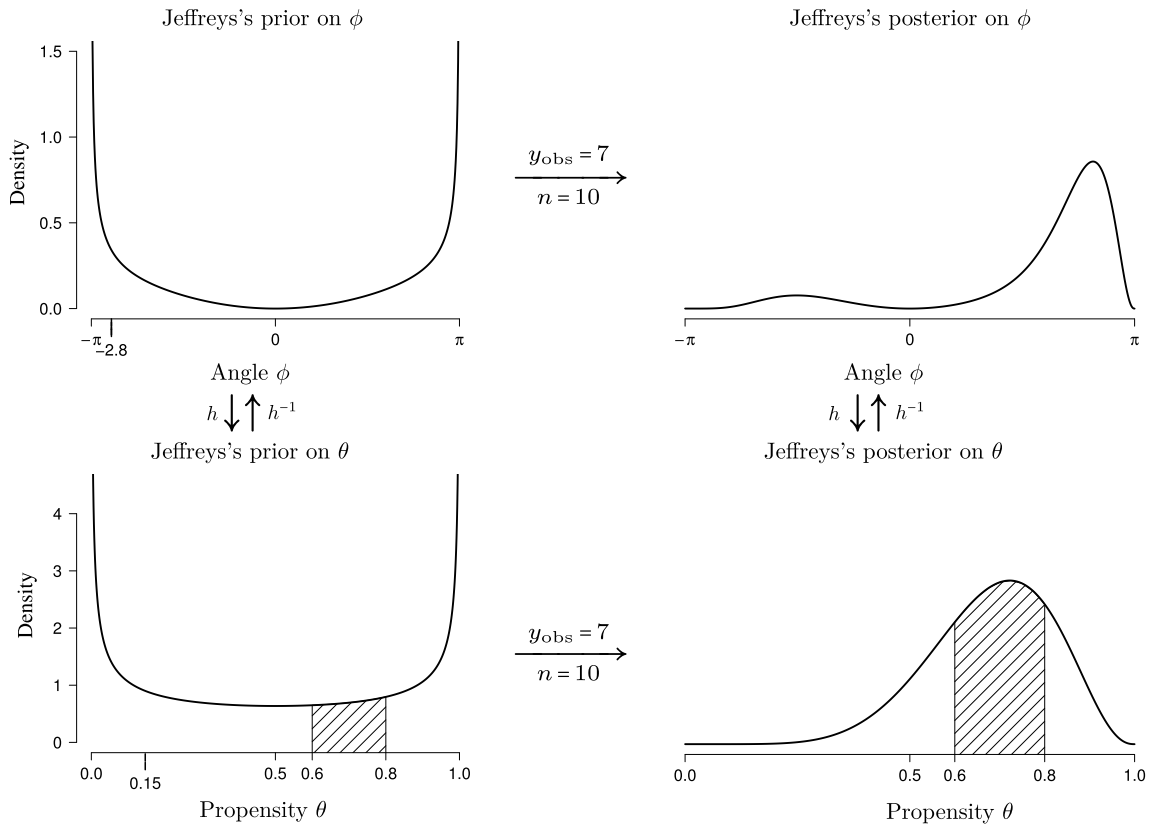 Jeffreys's prior on ϕ
Jeffreys's posterior on ϕ
1.5
1.0
0.5
0.0
Density
y_obs = 7
n = 10
−π
−2.8
0
π
Angle ϕ
−π
0
π
Angle ϕ
h
h⁻¹
h
h⁻¹
Jeffreys's prior on θ
Jeffreys's posterior on θ
4
3
2
1
0
Density
y_obs = 7
n = 10
0.0
0.15
0.5
0.6
0.8
1.0
Propensity θ
0.0
0.5
0.6
0.8
1.0
Propensity θ